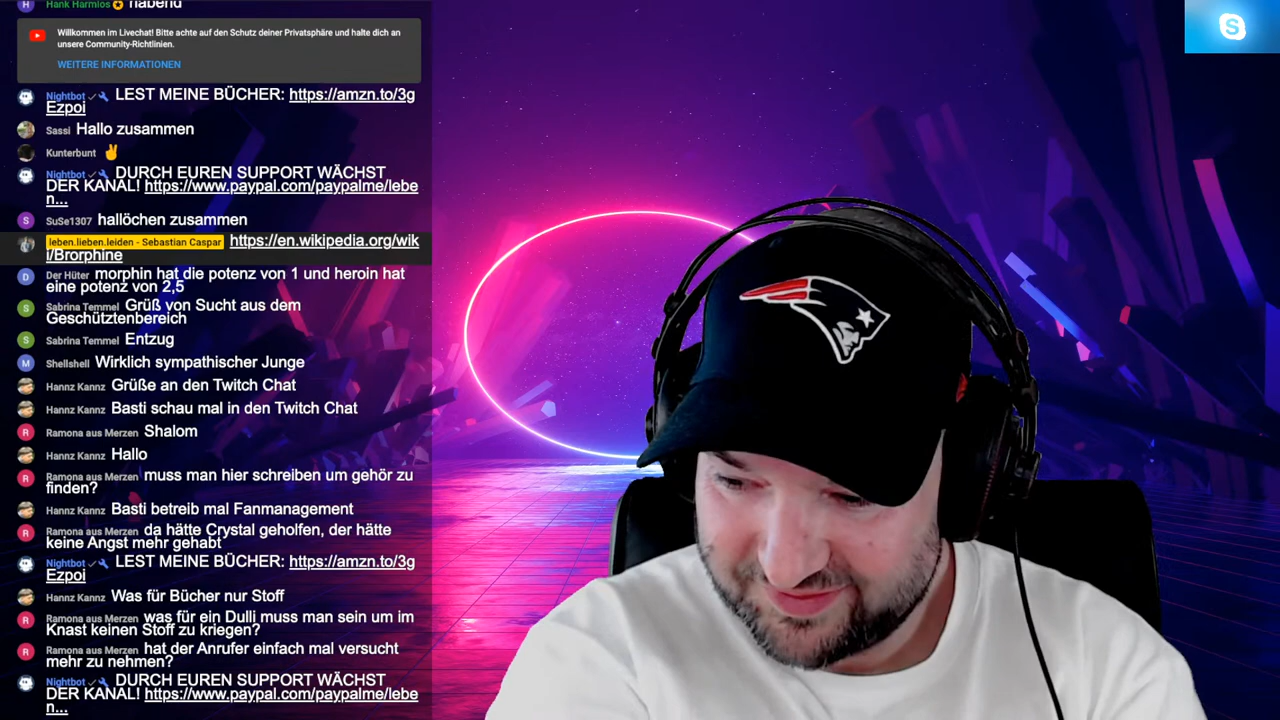 Hank Harmlos nabend
Willkommen im Livechat! Bitte achte auf den Schutz deiner Privatsphäre und halte dich an
unsere Community-Richtlinien.
WEITERE INFORMATIONEN
Nightbot LEST MEINE BÜCHER: https://amzn.to/3g
Ezpoi
Sassi Hallo zusammen
Kunterbunt ✌
Nightbot DURCH EUREN SUPPORT WÄCHST
DER KANAL! https://www.paypal.com/paypalme/lebe
n...
SuSe1307 hallöchen zusammen
leben.lieben.leiden - Sebastian Caspar https://en.wikipedia.org/wik
i/Brorphine
Der Hüter morphin hat die potenz von 1 und heroin hat
eine potenz von 2,5
Sabrina Temmel Grüß von Sucht aus dem
Geschütztenbereich
Sabrina Temmel Entzug
Shellshell Wirklich sympathischer Junge
Hannz Kannz Grüße an den Twitch Chat
Hannz Kannz Basti schau mal in den Twitch Chat
Ramona aus Merzen Shalom
Hannz Kannz Hallo
Ramona aus Merzen muss man hier schreiben um gehör zu
finden?
Hannz Kannz Basti betreib mal Fanmanagement
Ramona aus Merzen da hätte Crystal geholfen, der hätte
keine Angst mehr gehabt
Nightbot LEST MEINE BÜCHER: https://amzn.to/3g
Ezpoi
Hannz Kannz Was für Bücher nur Stoff
Ramona aus Merzen was für ein Dulli muss man sein um im
Knast keinen Stoff zu kriegen?
Ramona aus Merzen hat der Anrufer einfach mal versucht
mehr zu nehmen?
Nightbot DURCH EUREN SUPPORT WÄCHST
DER KANAL! https://www.paypal.com/paypalme/lebe
n...